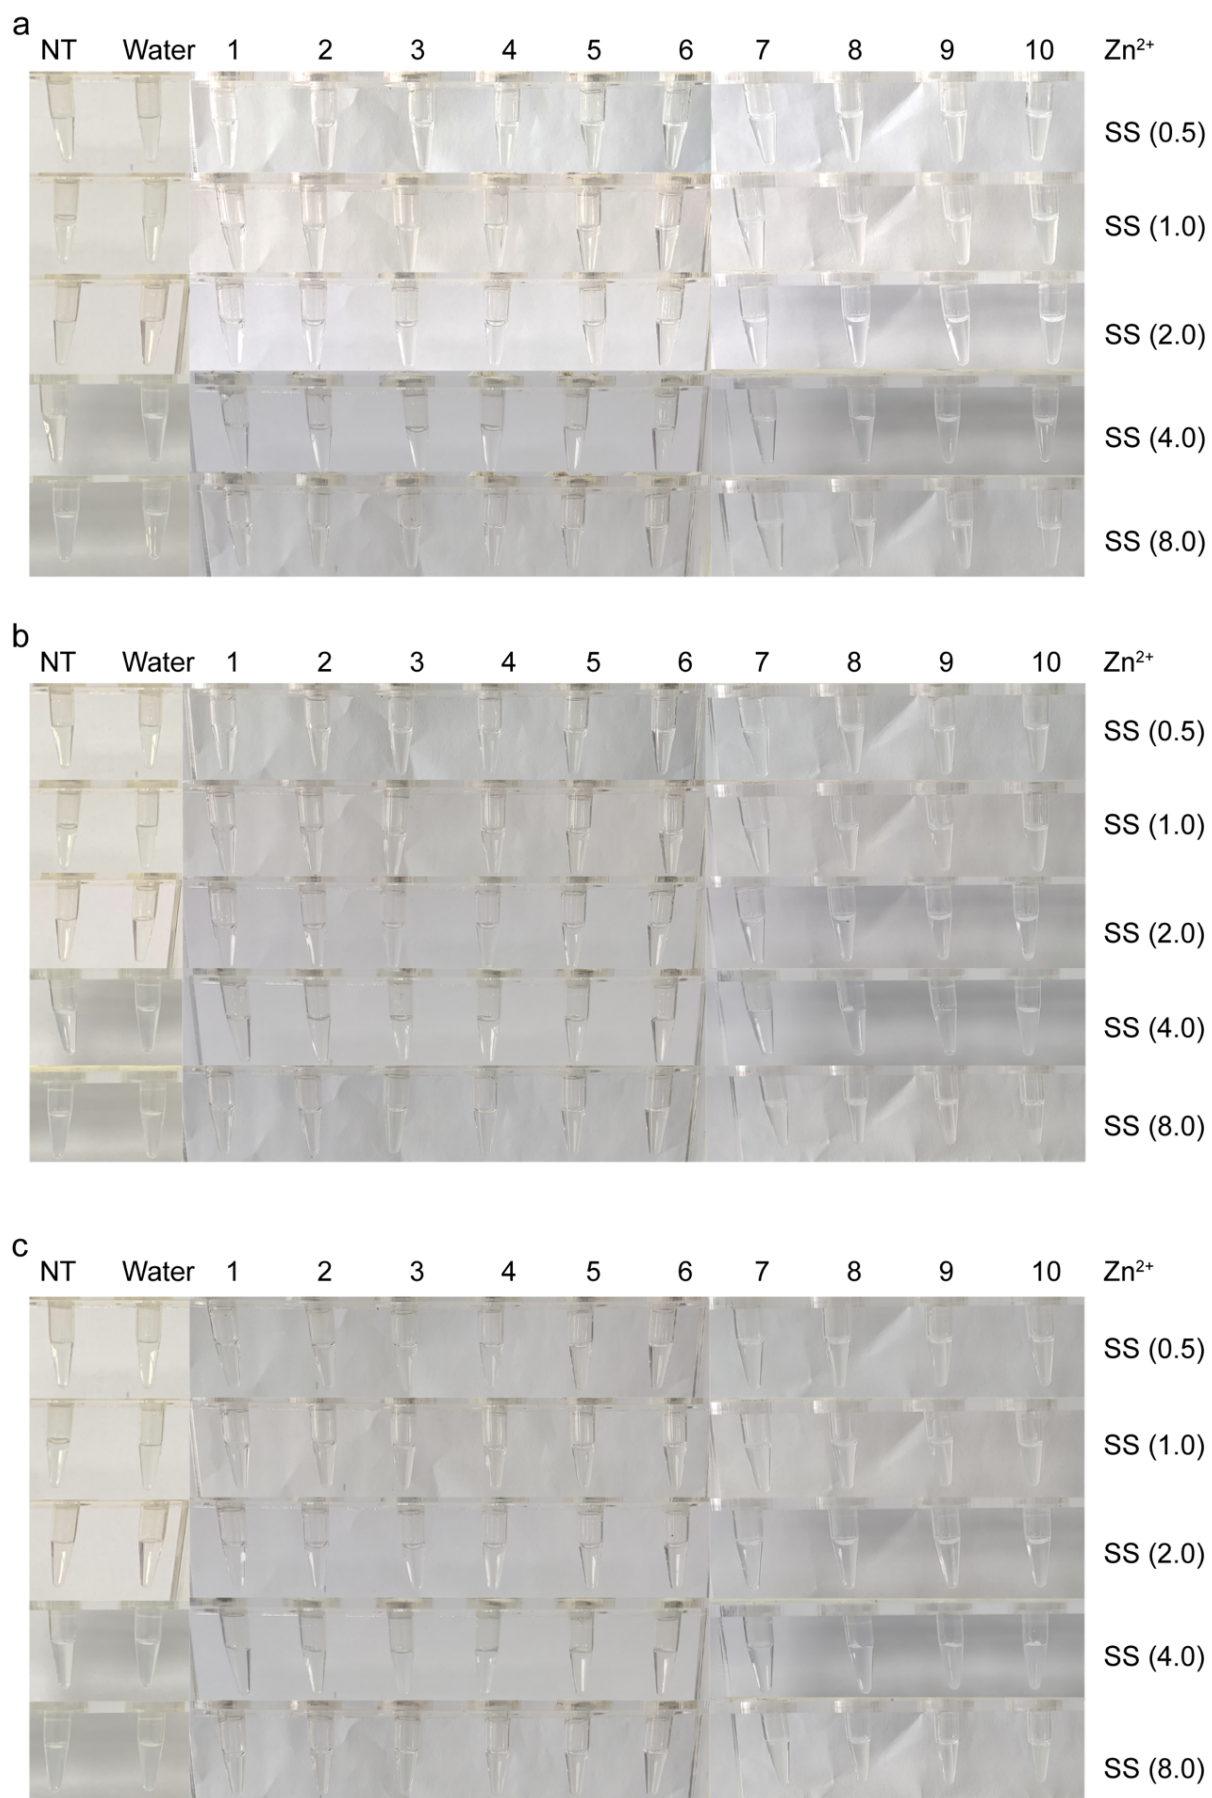 a
NT Water 1 2 3 4 5 6 7 8 9 10 Zn²⁺
SS (0.5)
SS (1.0)
SS (2.0)
SS (4.0)
SS (8.0)
b
NT Water 1 2 3 4 5 6 7 8 9 10 Zn²⁺
SS (0.5)
SS (1.0)
SS (2.0)
SS (4.0)
SS (8.0)
c
NT Water 1 2 3 4 5 6 7 8 9 10 Zn²⁺
SS (0.5)
SS (1.0)
SS (2.0)
SS (4.0)
SS (8.0)